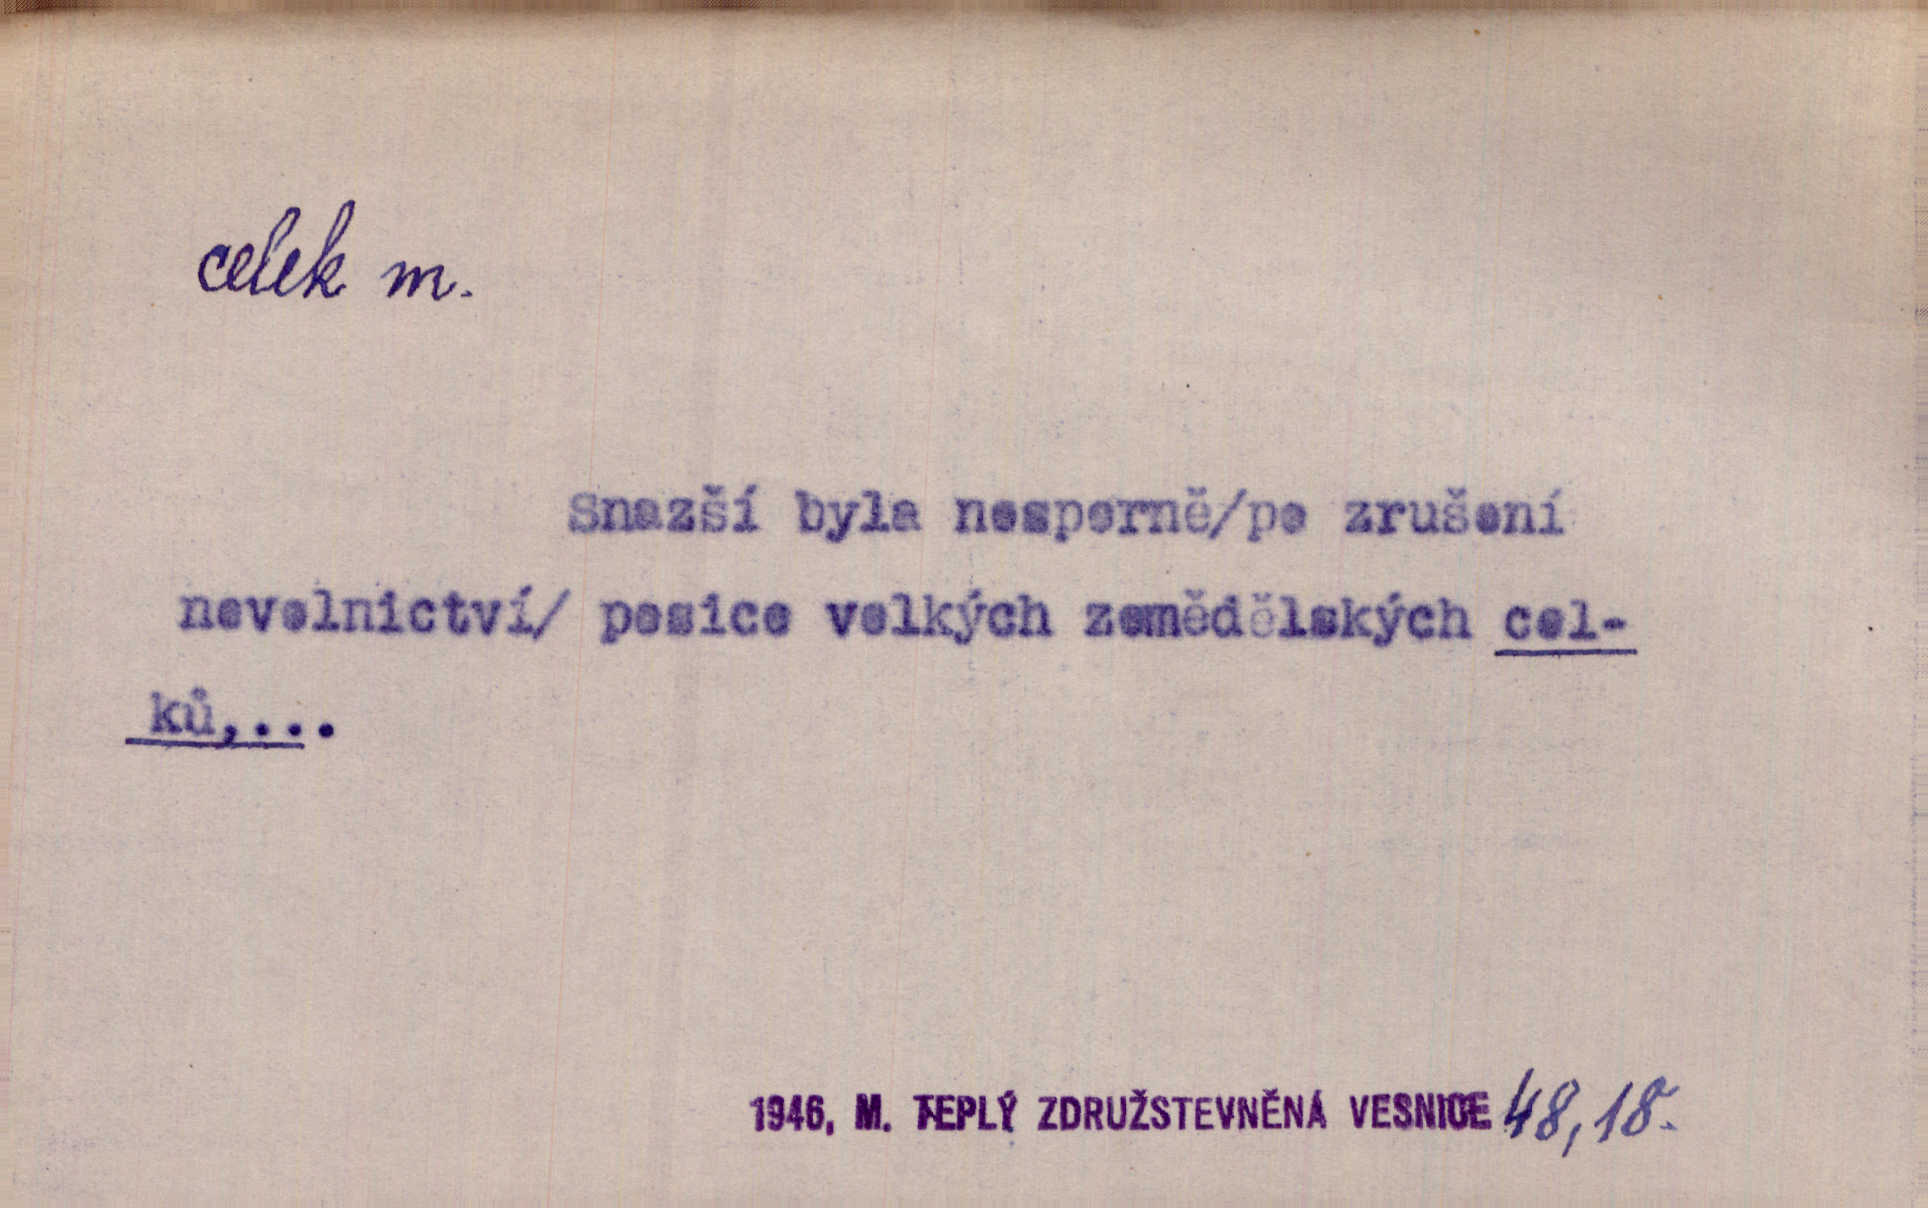 celek m.
Snazší byla nesporně/po zrušení
nevolnictví/ posice velkých zemědělských cel-
ků,...
1946, M. TEPLÝ ZDRUŽSTEVNĚNÁ VESNICE 48,18.